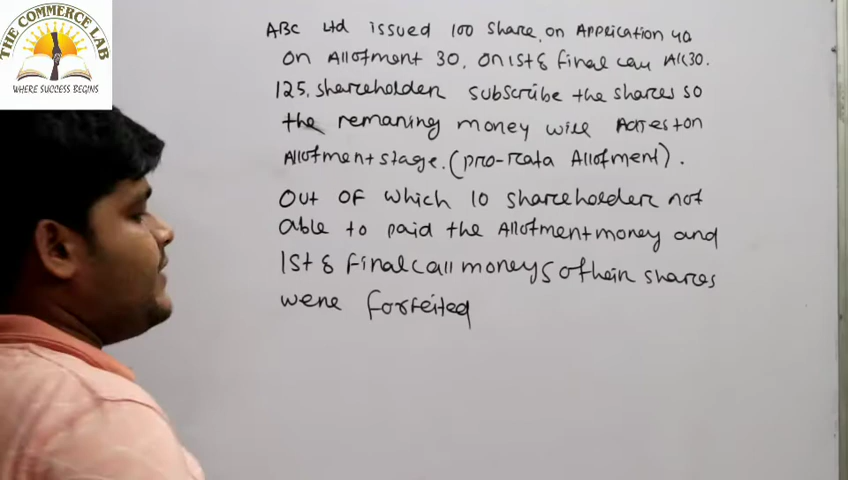 THE COMMERCE LAB
WHERE SUCCESS BEGINS
ABC Ltd issued 100 share, on Application 40
on Allotment 30, on 1st & final call A/c 30.
125, shareholder subscribe the shares so
the remaning money will on
Allotment stage. (pro-rata Allotment).
Out of which 10 shareholder not
able to paid the Allotment money and
1st & final call money & their shares
were forfeited